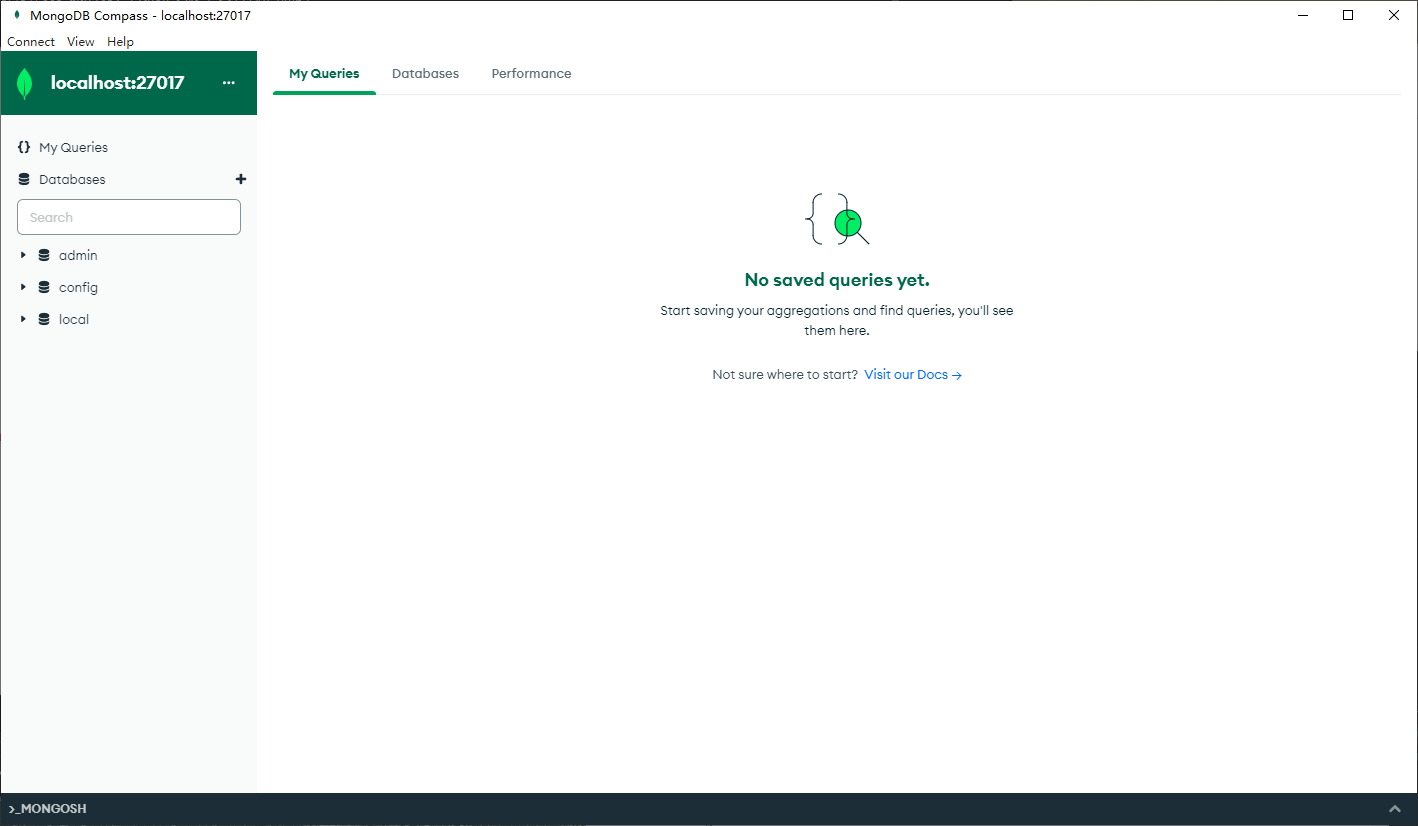 MongoDB Compass - localhost:27017
Connect View Help
localhost:27017 ...
My Queries Databases Performance
{} My Queries
Databases +
Search
admin
config
local
No saved queries yet.
Start saving your aggregations and find queries, you'll see
them here.
Not sure where to start? Visit our Docs →
>_MONGOSH